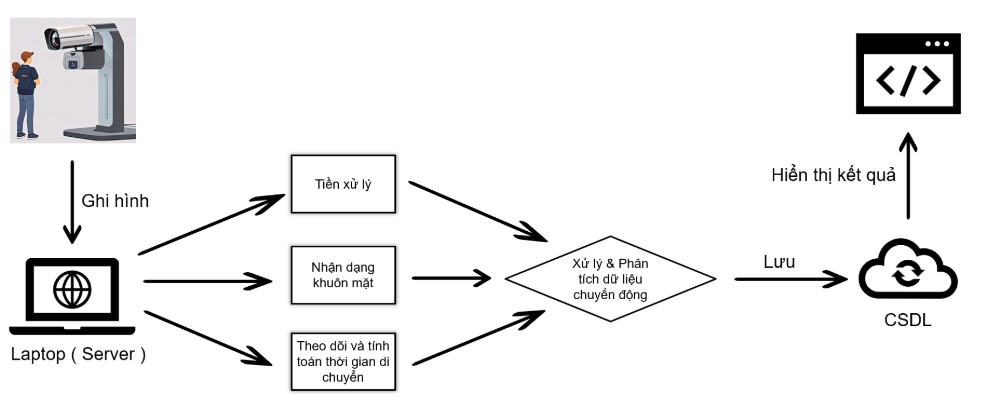 Ghi hình
Laptop ( Server )
Tiền xử lý
Nhận dạng
khuôn mặt
Theo dõi và tính
toán thời gian di
chuyển
Xử lý & Phân
tích dữ liệu
chuyển động
Lưu
CSDL
Hiển thị kết quả
</>